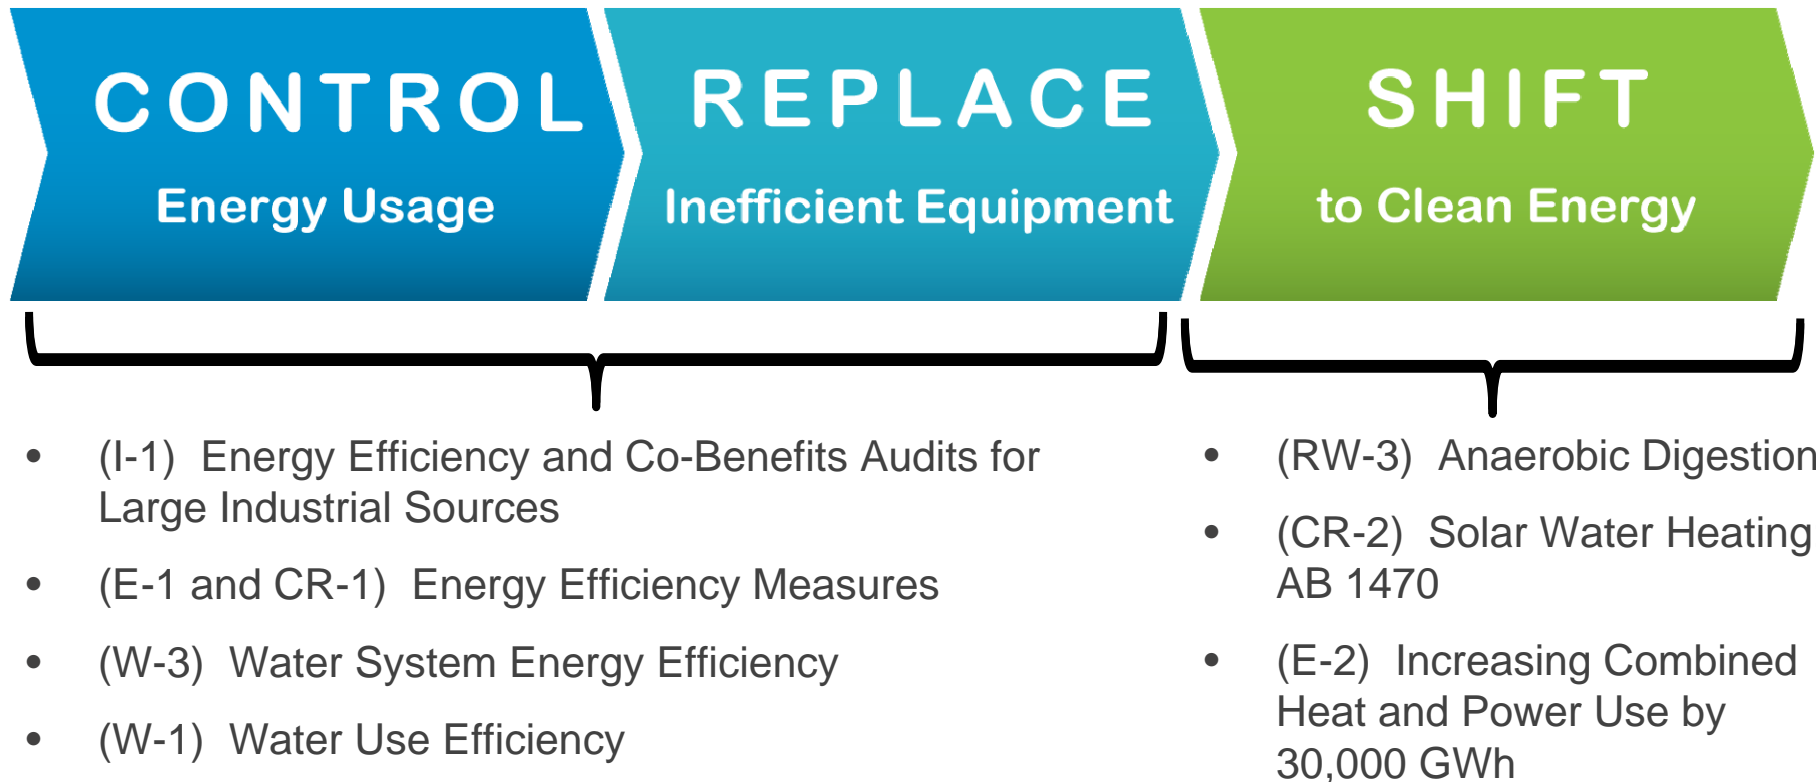 CONTROL
Energy Usage
REPLACE
Inefficient Equipment
SHIFT
to Clean Energy
• (I-1) Energy Efficiency and Co-Benefits Audits for
Large Industrial Sources
• (E-1 and CR-1) Energy Efficiency Measures
• (W-3) Water System Energy Efficiency
• (W-1) Water Use Efficiency
• (RW-3) Anaerobic Digestion
• (CR-2) Solar Water Heating
AB 1470
• (E-2) Increasing Combined
Heat and Power Use by
30,000 GWh